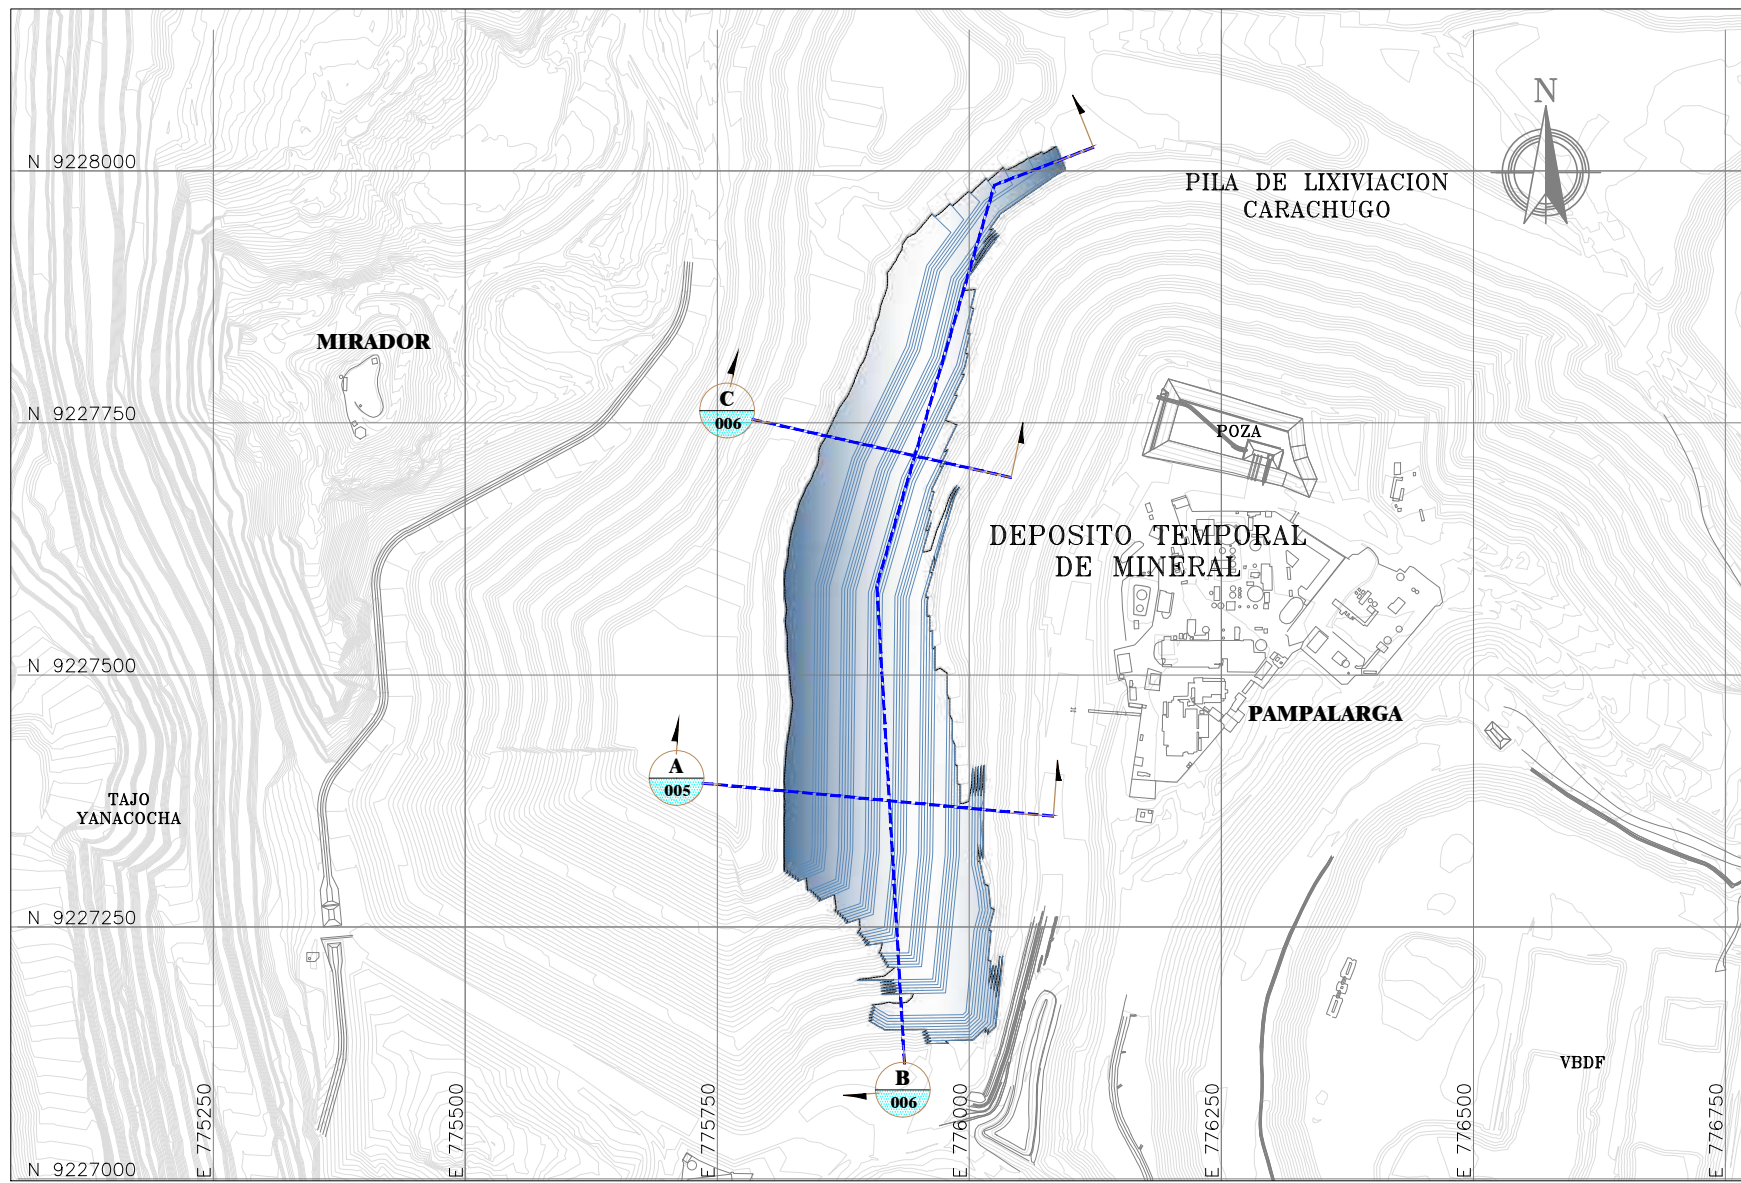 N
N 9228000
PILA DE LIXIVIACION
CARACHUGO
MIRADOR
C
006
N 9227750
POZA
DEPOSITO TEMPORAL
DE MINERAL
N 9227500
PAMPALARGA
A
005
TAJO
YANACOCHA
N 9227250
B
006
VBDF
E 775250
E 775500
E 775750
E 776000
E 776250
E 776500
E 776750
N 9227000